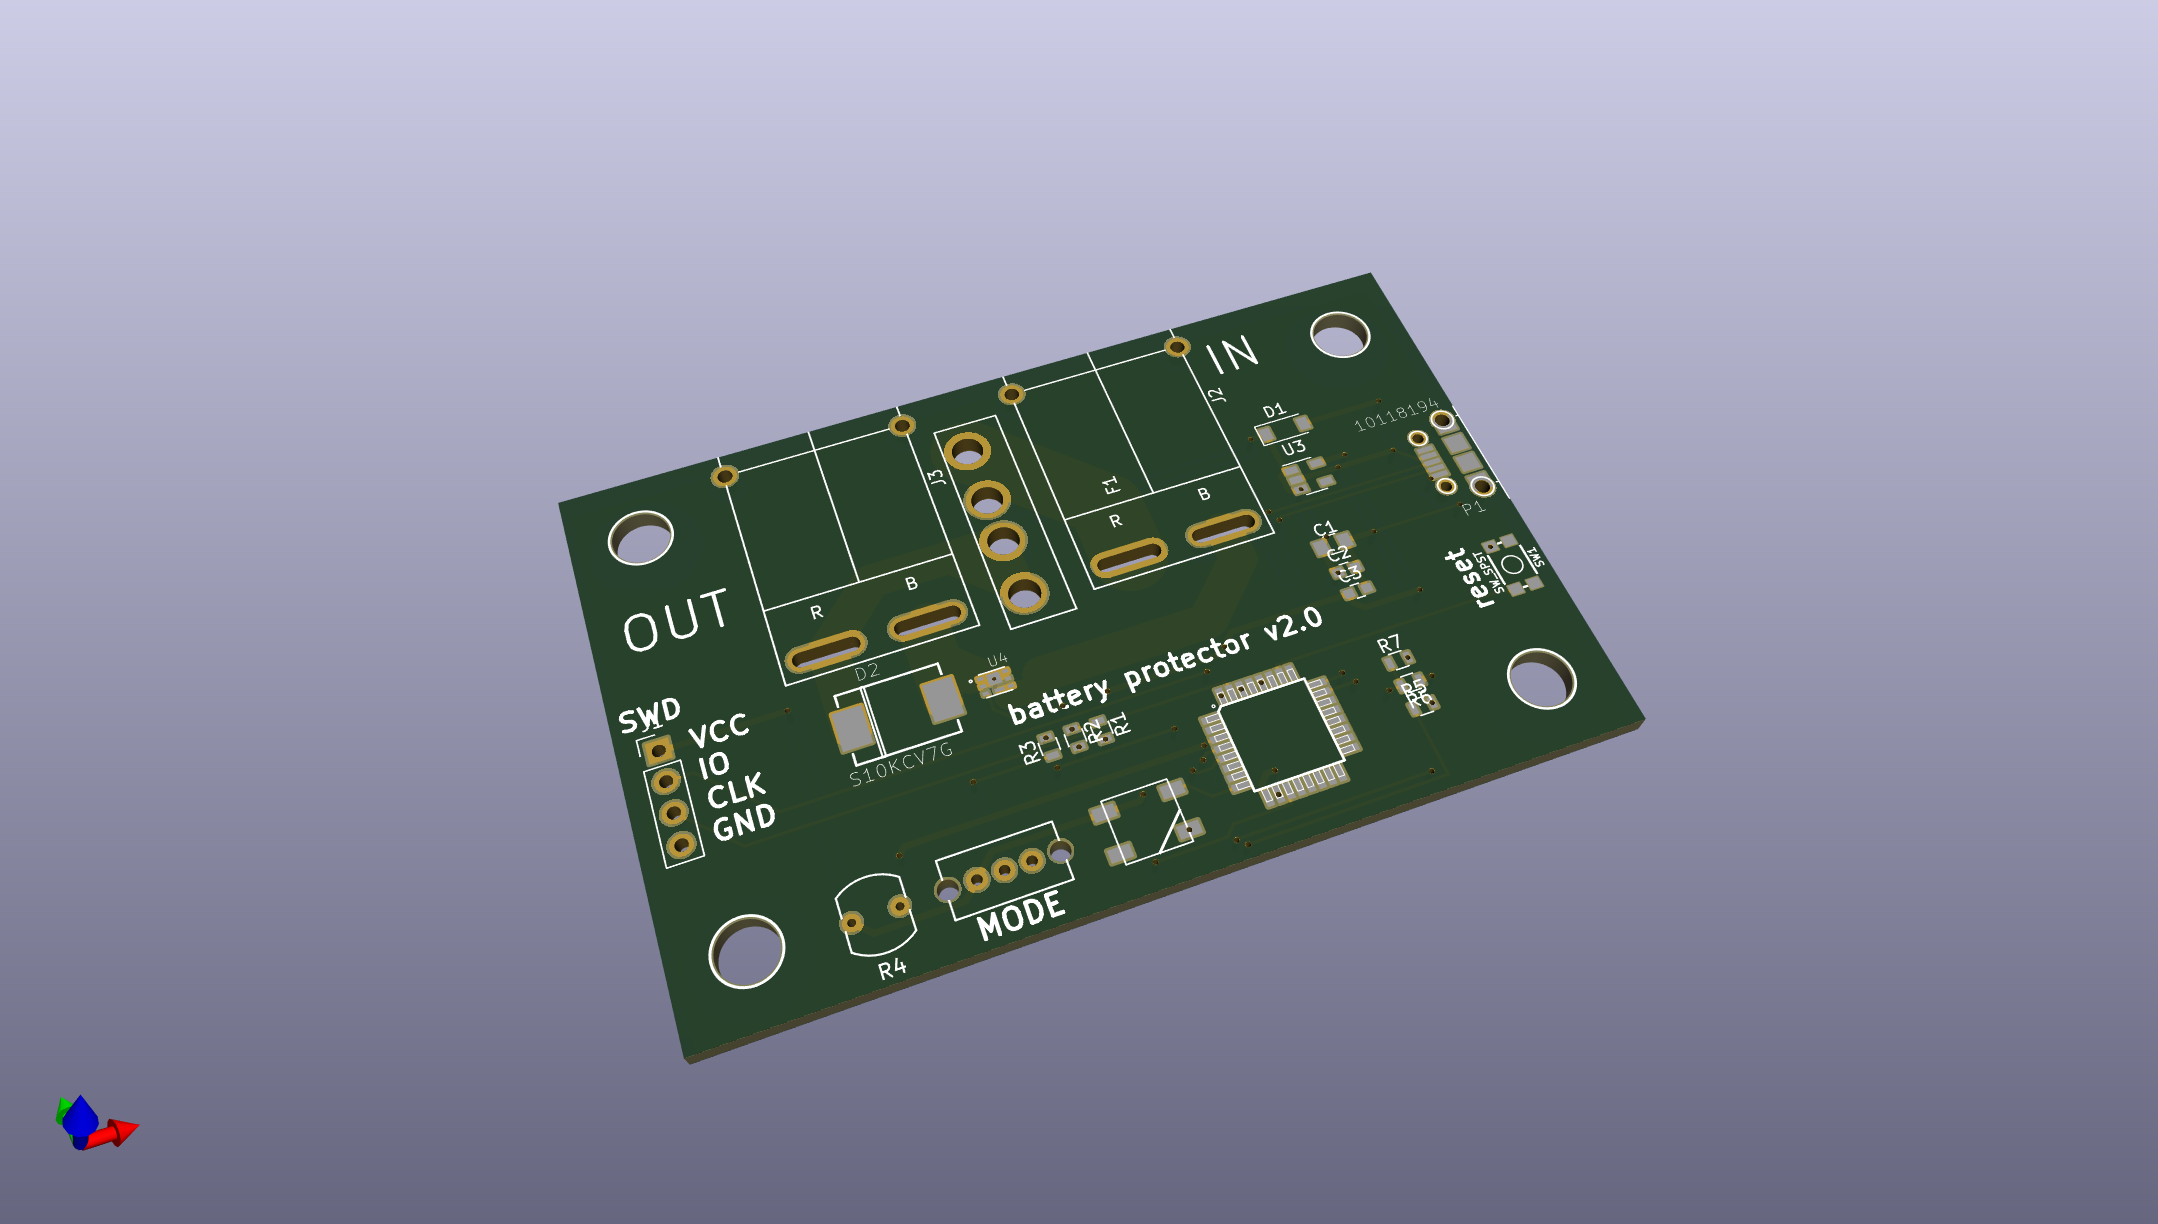 IN
J2
D1
10118194
U3
J3
F1
R
B
P1
C1
C2
C3
SW1
SW_SPST
reset
R
B
OUT
battery protector v2.0
R7
R5
R6
U4
D2
S10KCV7G
R1
R2
R3
SWD
VCC
IO
CLK
GND
MODE
R4